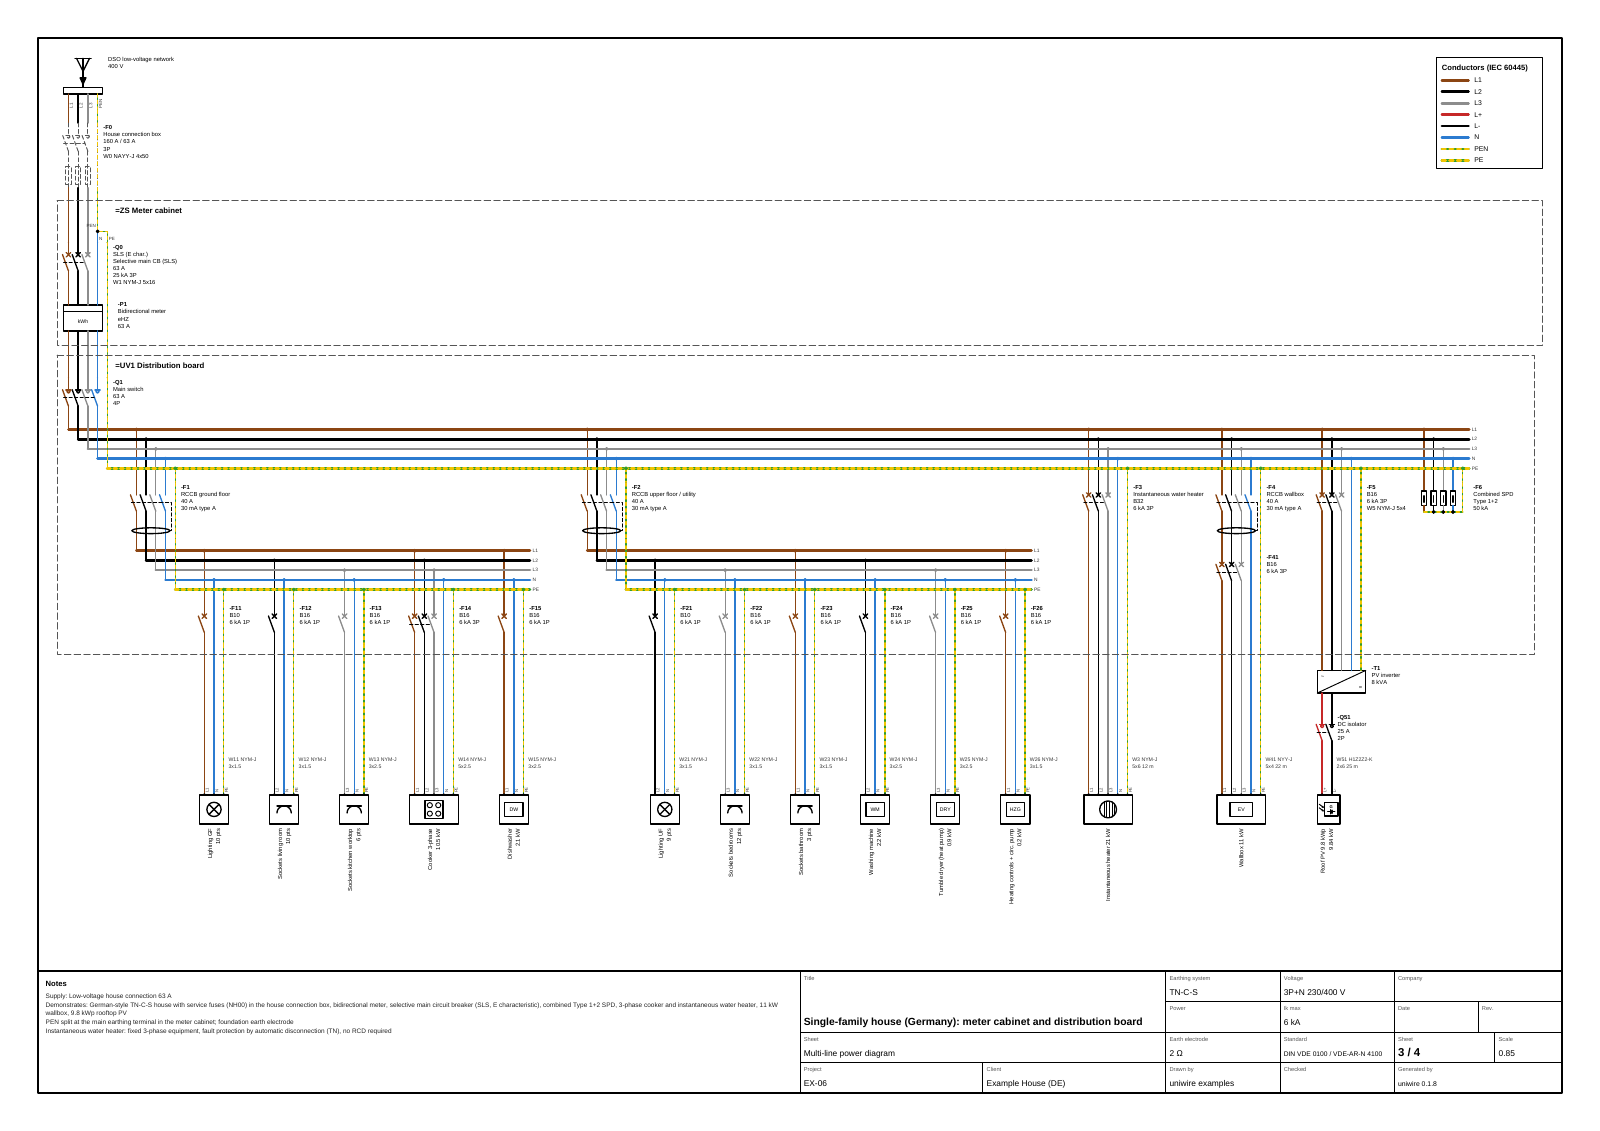 DSO low-voltage network
400 V
Conductors (IEC 60445)
L1
L2
L3
L+
L-
N
PEN
PE
L1
L2
L3
PEN
-F0
House connection box
160 A / 63 A
3P
W0 NAYY-J 4x50
=ZS Meter cabinet
PEN
N
PE
-Q0
SLS (E char.)
Selective main CB (SLS)
63 A
25 kA 3P
W1 NYM-J 5x16
-P1
Bidirectional meter
eHZ
63 A
kWh
=UV1 Distribution board
-Q1
Main switch
63 A
4P
L1
L2
L3
N
PE
-F1
RCCB ground floor
40 A
30 mA type A
-F2
RCCB upper floor / utility
40 A
30 mA type A
-F3
Instantaneous water heater
B32
6 kA 3P
-F4
RCCB wallbox
40 A
30 mA type A
-F5
B16
6 kA 3P
W5 NYM-J 5x4
-F6
Combined SPD
Type 1+2
50 kA
-F41
B16
6 kA 3P
L1
L2
L3
N
PE
L1
L2
L3
N
PE
-F11
B10
6 kA 1P
-F12
B16
6 kA 1P
-F13
B16
6 kA 1P
-F14
B16
6 kA 3P
-F15
B16
6 kA 1P
-F21
B10
6 kA 1P
-F22
B16
6 kA 1P
-F23
B16
6 kA 1P
-F24
B16
6 kA 1P
-F25
B16
6 kA 1P
-F26
B16
6 kA 1P
-T1
PV inverter
8 kVA
-QS1
DC isolator
25 A
2P
W11 NYM-J
3x1.5
W12 NYM-J
3x1.5
W13 NYM-J
3x2.5
W14 NYM-J
5x2.5
W15 NYM-J
3x2.5
W21 NYM-J
3x1.5
W22 NYM-J
3x1.5
W23 NYM-J
3x1.5
W24 NYM-J
3x2.5
W25 NYM-J
3x2.5
W26 NYM-J
3x1.5
W3 NYM-J
5x6 12 m
W41 NYY-J
5x4 22 m
W51 H1Z2Z2-K
2x6 25 m
DW
WM
DRY
HZG
EV
Lighting GF
10 pts
Sockets living room
10 pts
Sockets kitchen worktop
6 pts
Cooker 3-phase
10.5 kW
Dishwasher
2.1 kW
Lighting UF
9 pts
Sockets bedrooms
12 pts
Sockets bathroom
3 pts
Washing machine
2.2 kW
Tumble dryer (heat pump)
0.9 kW
Heating controls + circ. pump
0.2 kW
Instantaneous heater 21 kW
Wallbox 11 kW
Roof PV 9.8 kWp
9.84 kW
Notes
Supply: Low-voltage house connection 63 A
Demonstrates: German-style TN-C-S house with service fuses (NH00) in the house connection box, bidirectional meter, selective main circuit breaker (SLS, E characteristic), combined Type 1+2 SPD, 3-phase cooker and instantaneous water heater, 11 kW
wallbox, 9.8 kWp rooftop PV
PEN split at the main earthing terminal in the meter cabinet; foundation earth electrode
Instantaneous water heater: fixed 3-phase equipment, fault protection by automatic disconnection (TN), no RCD required
Title
Single-family house (Germany): meter cabinet and distribution board
Sheet
Multi-line power diagram
Project
EX-06
Client
Example House (DE)
Earthing system
TN-C-S
Voltage
3P+N 230/400 V
Company
Power
Ik max
6 kA
Date
Rev.
Earth electrode
2 Ω
Standard
DIN VDE 0100 / VDE-AR-N 4100
Sheet
3 / 4
Scale
0.85
Drawn by
uniwire examples
Checked
Generated by
uniwire 0.1.8